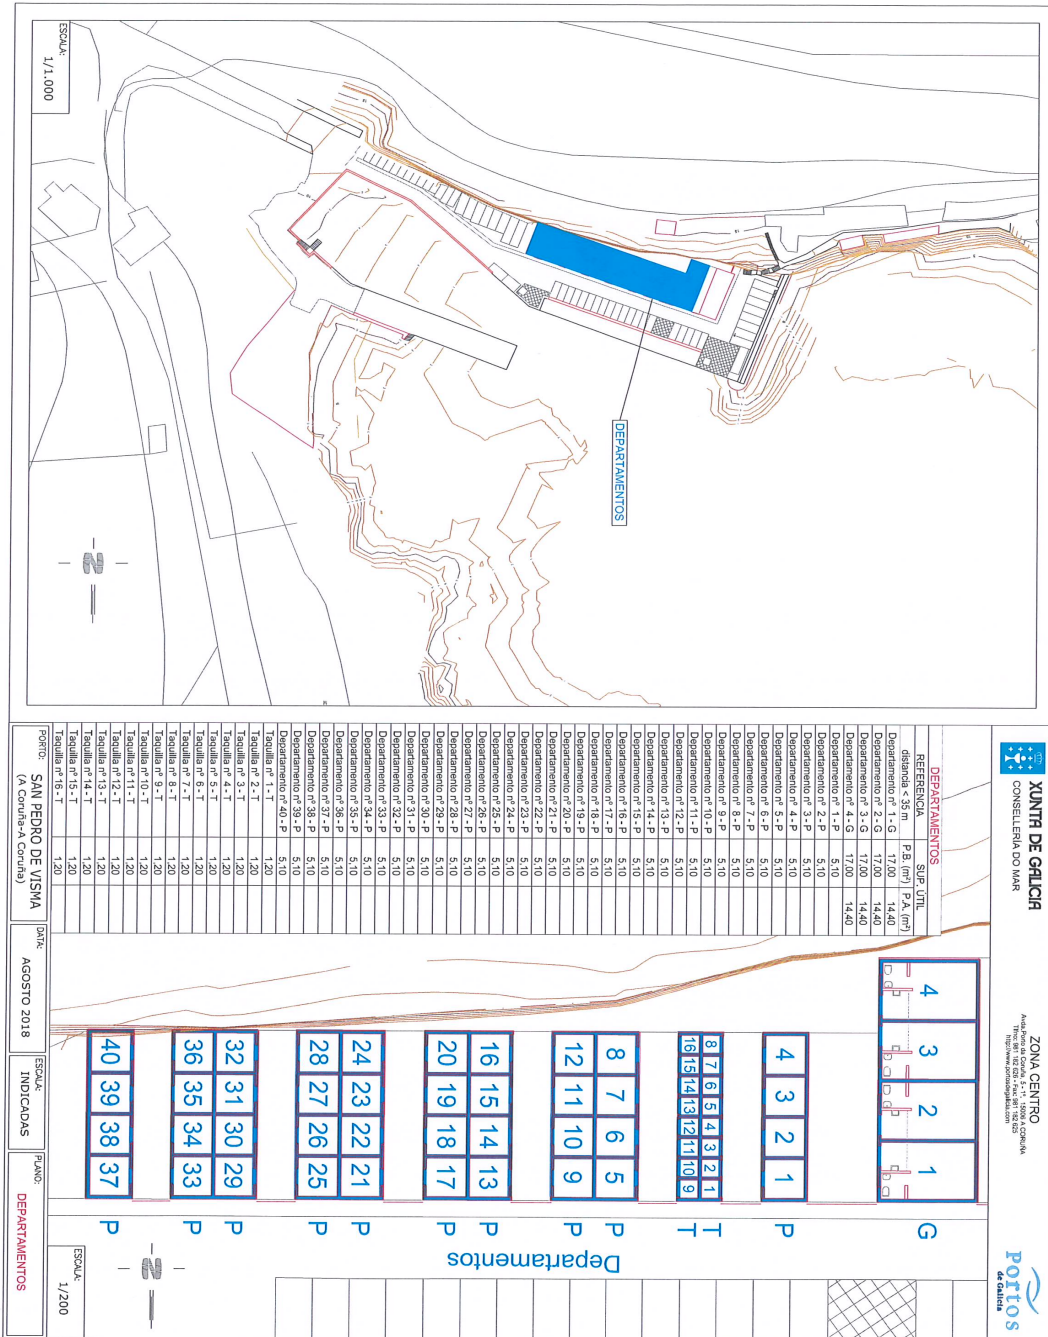 XUNTA DE GALICIA
CONSELLERÍA DO MAR
ZONA CENTRO
Portos
de Galicia
ESCALA:
1/1.000
DEPARTAMENTOS
N
DEPARTAMENTOS
REFERENCIA SUP. ÚTIL
distancia < 35 m P.B. (m²) P.A. (m²)
Departamento nº 1 - G 17,00 14,40
Departamento nº 2 - G 17,00 14,40
Departamento nº 3 - G 17,00 14,40
Departamento nº 4 - G 17,00 14,40
Departamento nº 1 - P 5,10
Departamento nº 2 - P 5,10
Departamento nº 3 - P 5,10
Departamento nº 4 - P 5,10
Departamento nº 5 - P 5,10
Departamento nº 6 - P 5,10
Departamento nº 7 - P 5,10
Departamento nº 8 - P 5,10
Departamento nº 9 - P 5,10
Departamento nº 10 - P 5,10
Departamento nº 11 - P 5,10
Departamento nº 12 - P 5,10
Departamento nº 13 - P 5,10
Departamento nº 14 - P 5,10
Departamento nº 15 - P 5,10
Departamento nº 16 - P 5,10
Departamento nº 17 - P 5,10
Departamento nº 18 - P 5,10
Departamento nº 19 - P 5,10
Departamento nº 20 - P 5,10
Departamento nº 21 - P 5,10
Departamento nº 22 - P 5,10
Departamento nº 23 - P 5,10
Departamento nº 24 - P 5,10
Departamento nº 25 - P 5,10
Departamento nº 26 - P 5,10
Departamento nº 27 - P 5,10
Departamento nº 28 - P 5,10
Departamento nº 29 - P 5,10
Departamento nº 30 - P 5,10
Departamento nº 31 - P 5,10
Departamento nº 32 - P 5,10
Departamento nº 33 - P 5,10
Departamento nº 34 - P 5,10
Departamento nº 35 - P 5,10
Departamento nº 36 - P 5,10
Departamento nº 37 - P 5,10
Departamento nº 38 - P 5,10
Departamento nº 39 - P 5,10
Departamento nº 40 - P 5,10
Taquilla nº 1 - T 1,20
Taquilla nº 2 - T 1,20
Taquilla nº 3 - T 1,20
Taquilla nº 4 - T 1,20
Taquilla nº 5 - T 1,20
Taquilla nº 6 - T 1,20
Taquilla nº 7 - T 1,20
Taquilla nº 8 - T 1,20
Taquilla nº 9 - T 1,20
Taquilla nº 10 - T 1,20
Taquilla nº 11 - T 1,20
Taquilla nº 12 - T 1,20
Taquilla nº 13 - T 1,20
Taquilla nº 14 - T 1,20
Taquilla nº 15 - T 1,20
Taquilla nº 16 - T 1,20
4 3 2 1 G
4 3 2 1 P
8 7 6 5 4 3 2 1 T
16 15 14 13 12 11 10 9 T
8 7 6 5 P
12 11 10 9 P
16 15 14 13 P
20 19 18 17 P
24 23 22 21 P
28 27 26 25 P
32 31 30 29 P
36 35 34 33 P
40 39 38 37 P
Departamentos
N
ESCALA:
1/200
PORTO:
SAN PEDRO DE VISMA
(A Coruña-A Coruña)
DATA:
AGOSTO 2018
ESCALA:
INDICADAS
PLANO:
DEPARTAMENTOS